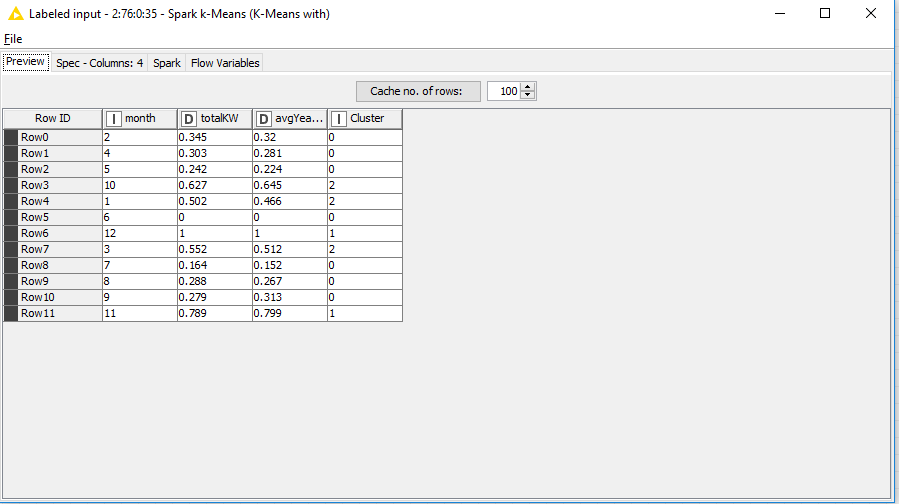 Labeled input - 2:76:0:35 - Spark k-Means (K-Means with)
File
Preview Spec - Columns: 4 Spark Flow Variables
Cache no. of rows: 100
Row ID I month D totalKW D avgYea... I Cluster
Row0 2 0.345 0.32 0
Row1 4 0.303 0.281 0
Row2 5 0.242 0.224 0
Row3 10 0.627 0.645 2
Row4 1 0.502 0.466 2
Row5 6 0 0 0
Row6 12 1 1 1
Row7 3 0.552 0.512 2
Row8 7 0.164 0.152 0
Row9 8 0.288 0.267 0
Row10 9 0.279 0.313 0
Row11 11 0.789 0.799 1